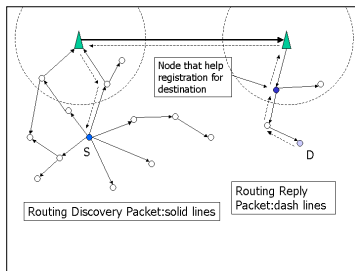 Node that help
registration for
destination
S
D
Routing Discovery Packet:solid lines
Routing Reply
Packet:dash lines